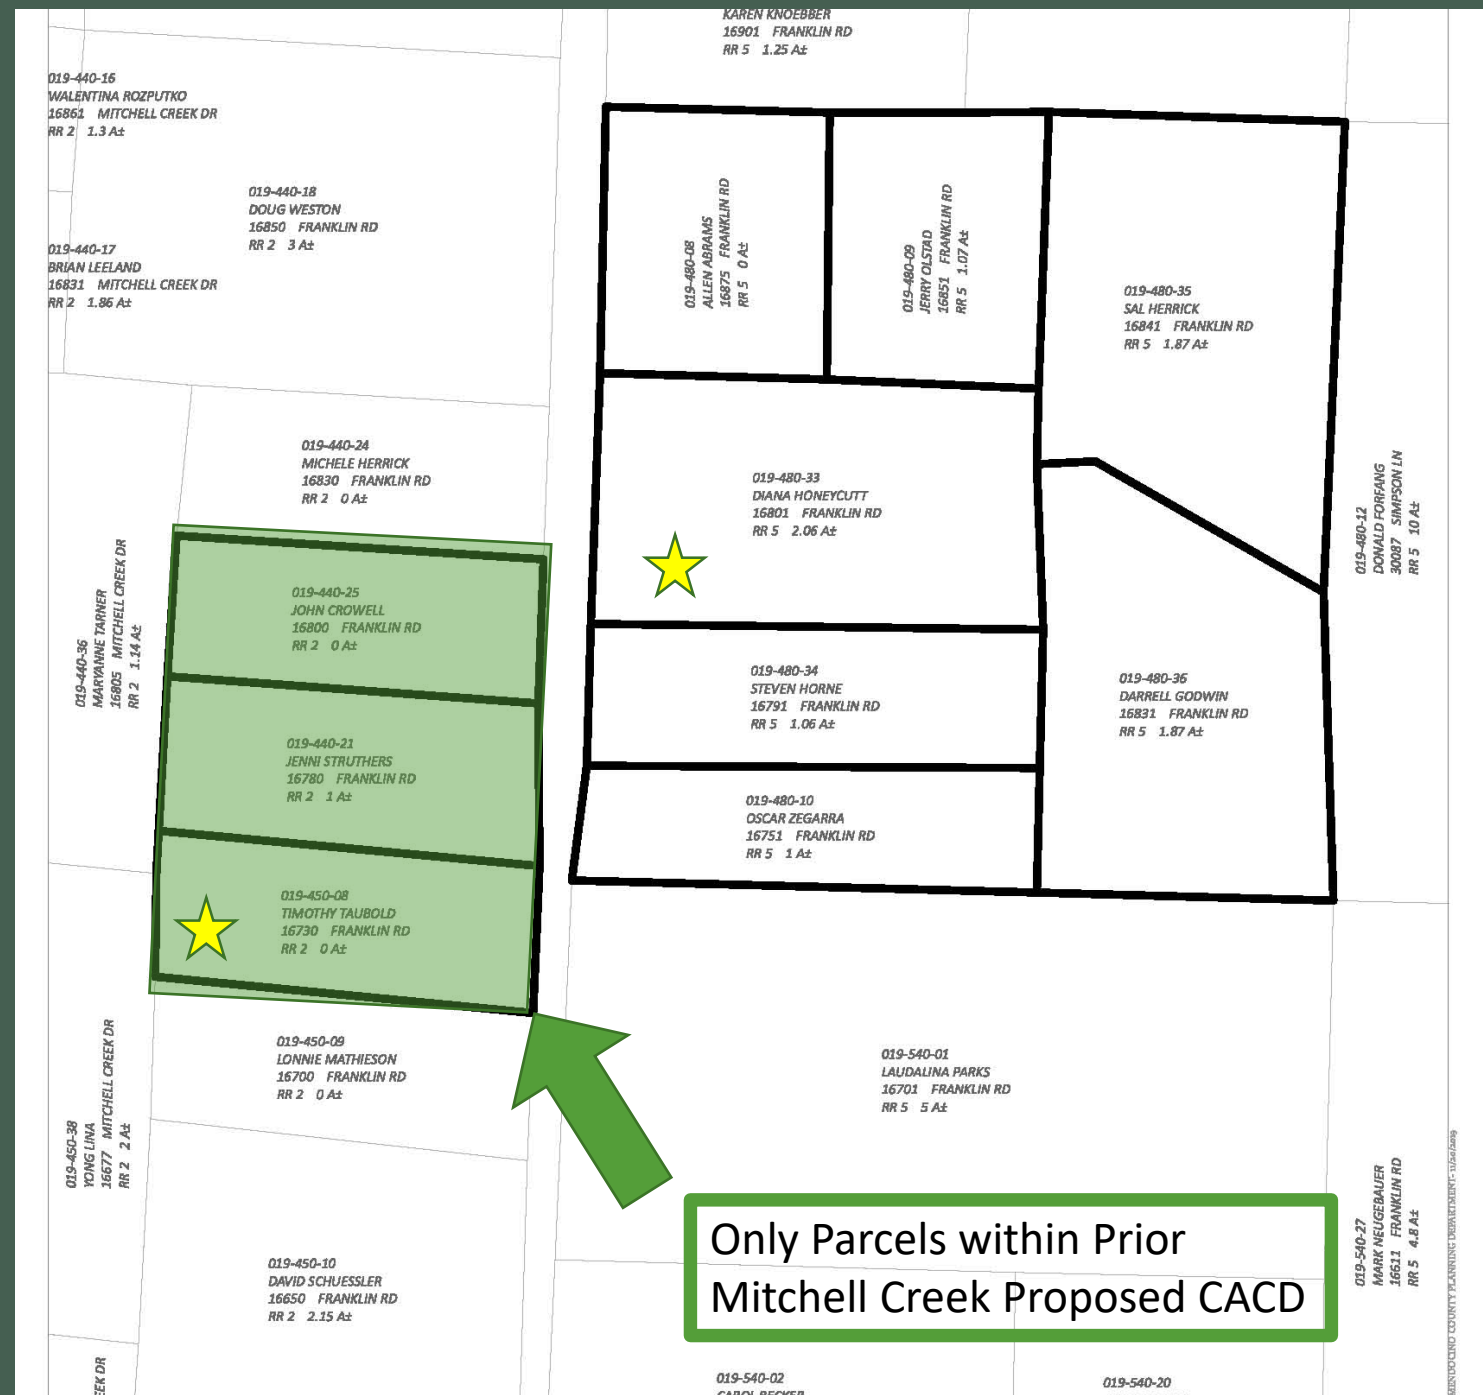 KAREN KNOEBBER
16901 FRANKLIN RD
RR 5 1.25 A±
019-440-16
WALENTINA ROZPUTKO
16861 MITCHELL CREEK DR
RR 2 1.3 A±
019-440-18
DOUG WESTON
16850 FRANKLIN RD
RR 2 3 A±
019-440-17
BRIAN LEELAND
16831 MITCHELL CREEK DR
RR 2 1.86 A±
019-480-08
ALLEN ABRAMS
16875 FRANKLIN RD
RR 5 0 A±
019-480-09
JERRY OLSTAD
16851 FRANKLIN RD
RR 5 1.07 A±
019-480-35
SAL HERRICK
16841 FRANKLIN RD
RR 5 1.87 A±
019-440-24
MICHELE HERRICK
16830 FRANKLIN RD
RR 2 0 A±
019-480-33
DIANA HONEYCUTT
16801 FRANKLIN RD
RR 5 2.06 A±
019-480-12
DONALD FORFANG
30087 SIMPSON LN
RR 5 10 A±
019-440-36
MARYANNE TARNER
16805 MITCHELL CREEK DR
RR 2 1.14 A±
019-440-25
JOHN CROWELL
16800 FRANKLIN RD
RR 2 0 A±
019-480-34
STEVEN HORNE
16791 FRANKLIN RD
RR 5 1.06 A±
019-480-36
DARRELL GODWIN
16831 FRANKLIN RD
RR 5 1.87 A±
019-440-21
JENNI STRUTHERS
16780 FRANKLIN RD
RR 2 1 A±
019-480-10
OSCAR ZEGARRA
16751 FRANKLIN RD
RR 5 1 A±
019-450-08
TIMOTHY TAUBOLD
16730 FRANKLIN RD
RR 2 0 A±
019-450-09
LONNIE MATHIESON
16700 FRANKLIN RD
RR 2 0 A±
019-540-01
LAUDALINA PARKS
16701 FRANKLIN RD
RR 5 5 A±
019-450-38
YONG LINA
16677 MITCHELL CREEK DR
RR 2 2 A±
019-540-27
MARK NEUGEBAUER
16611 FRANKLIN RD
RR 5 4.8 A±
MENDOCINO COUNTY PLANNING DEPARTMENT- 11/20/2019
Only Parcels within Prior
Mitchell Creek Proposed CACD
019-450-10
DAVID SCHUESSLER
16650 FRANKLIN RD
RR 2 2.15 A±
DR
019-540-02
CAROL BECKER
019-540-20